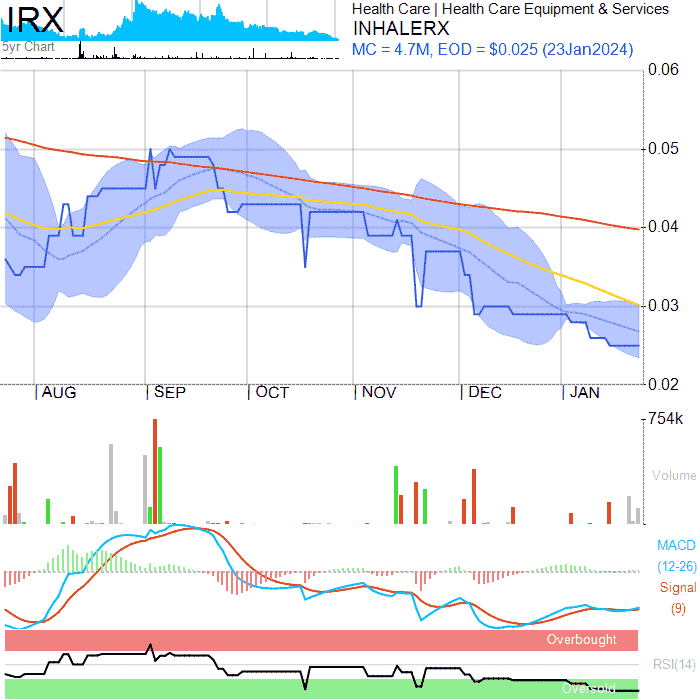 IRX
5yr Chart
Health Care | Health Care Equipment & Services
INHALERX
MC = 4.7M, EOD = $0.025 (23Jan2024)
0.06
0.05
0.04
0.03
0.02
AUG SEP OCT NOV DEC JAN
754k
Volume
MACD
(12-26)
Signal
(9)
Overbought
RSI(14)
Oversold